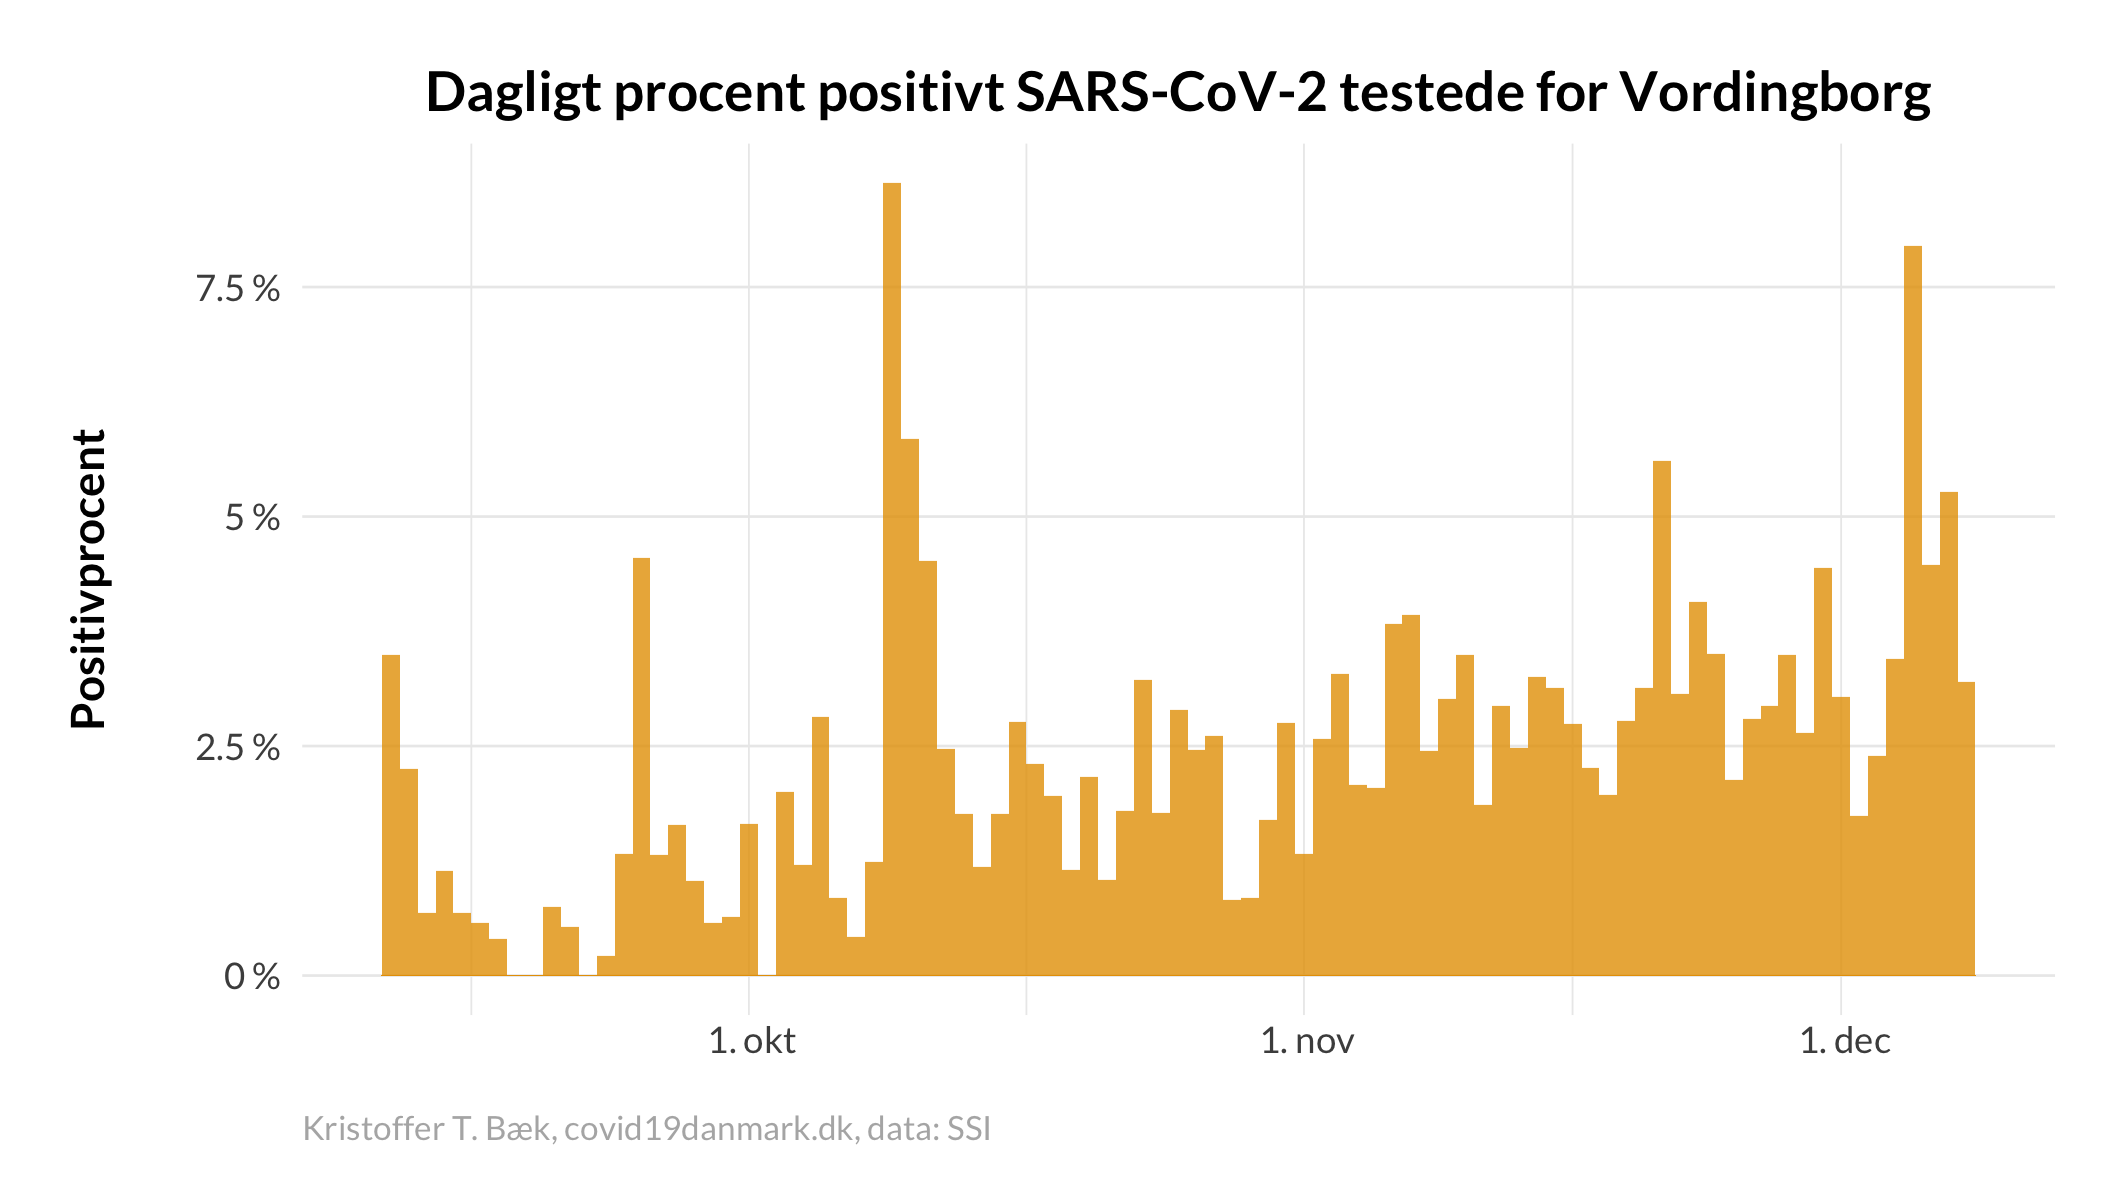 Dagligt procent positivt SARS-CoV-2 testede for Vordingborg
Positivprocent
7.5 %
5 %
2.5 %
0 %
1. okt
1. nov
1. dec
Kristoffer T. Bæk, covid19danmark.dk, data: SSI